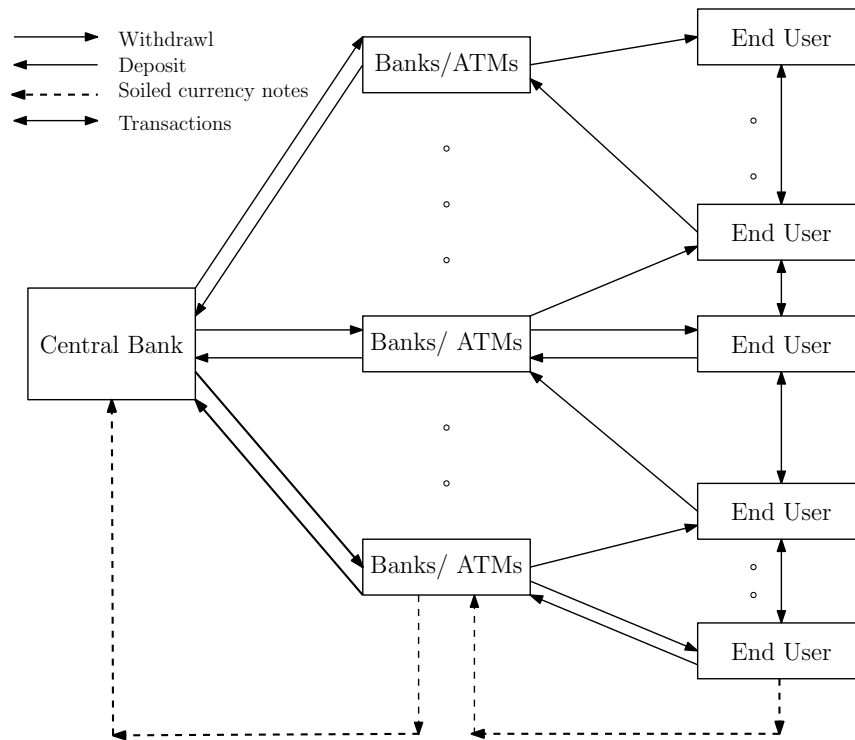 Withdrawl
Deposit
Soiled currency notes
Transactions
Banks/ATMs
End User
End User
Central Bank
Banks/ ATMs
End User
End User
Banks/ ATMs
End User